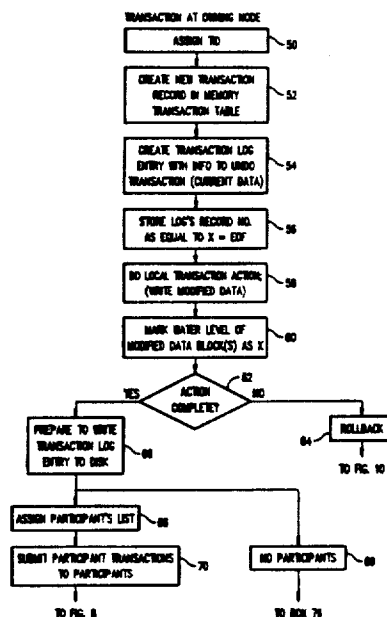 TRANSACTION AT OWNING NODE
ASSIGN TID
50
CREATE NEW TRANSACTION
RECORD IN MEMORY
TRANSACTION TABLE
52
CREATE TRANSACTION LOG
ENTRY WITH INFO TO UNDO
TRANSACTION (CURRENT DATA)
54
STORE LOG'S RECORD NO.
AS EQUAL TO X = EOF
56
DO LOCAL TRANSACTION ACTION;
(WRITE MODIFIED DATA)
58
MARK WATER LEVEL OF
MODIFIED DATA BLOCK(S) AS X
60
ACTION
COMPLETE?
62
YES
NO
PREPARE TO WRITE
TRANSACTION LOG
ENTRY TO DISK
66
ROLLBACK
64
TO FIG. 10
ASSIGN PARTICIPANT'S LIST
SUBMIT PARTICIPANT TRANSACTIONS
TO PARTICIPANTS
70
NO PARTICIPANTS
TO FIG. 8
TO BOX 76